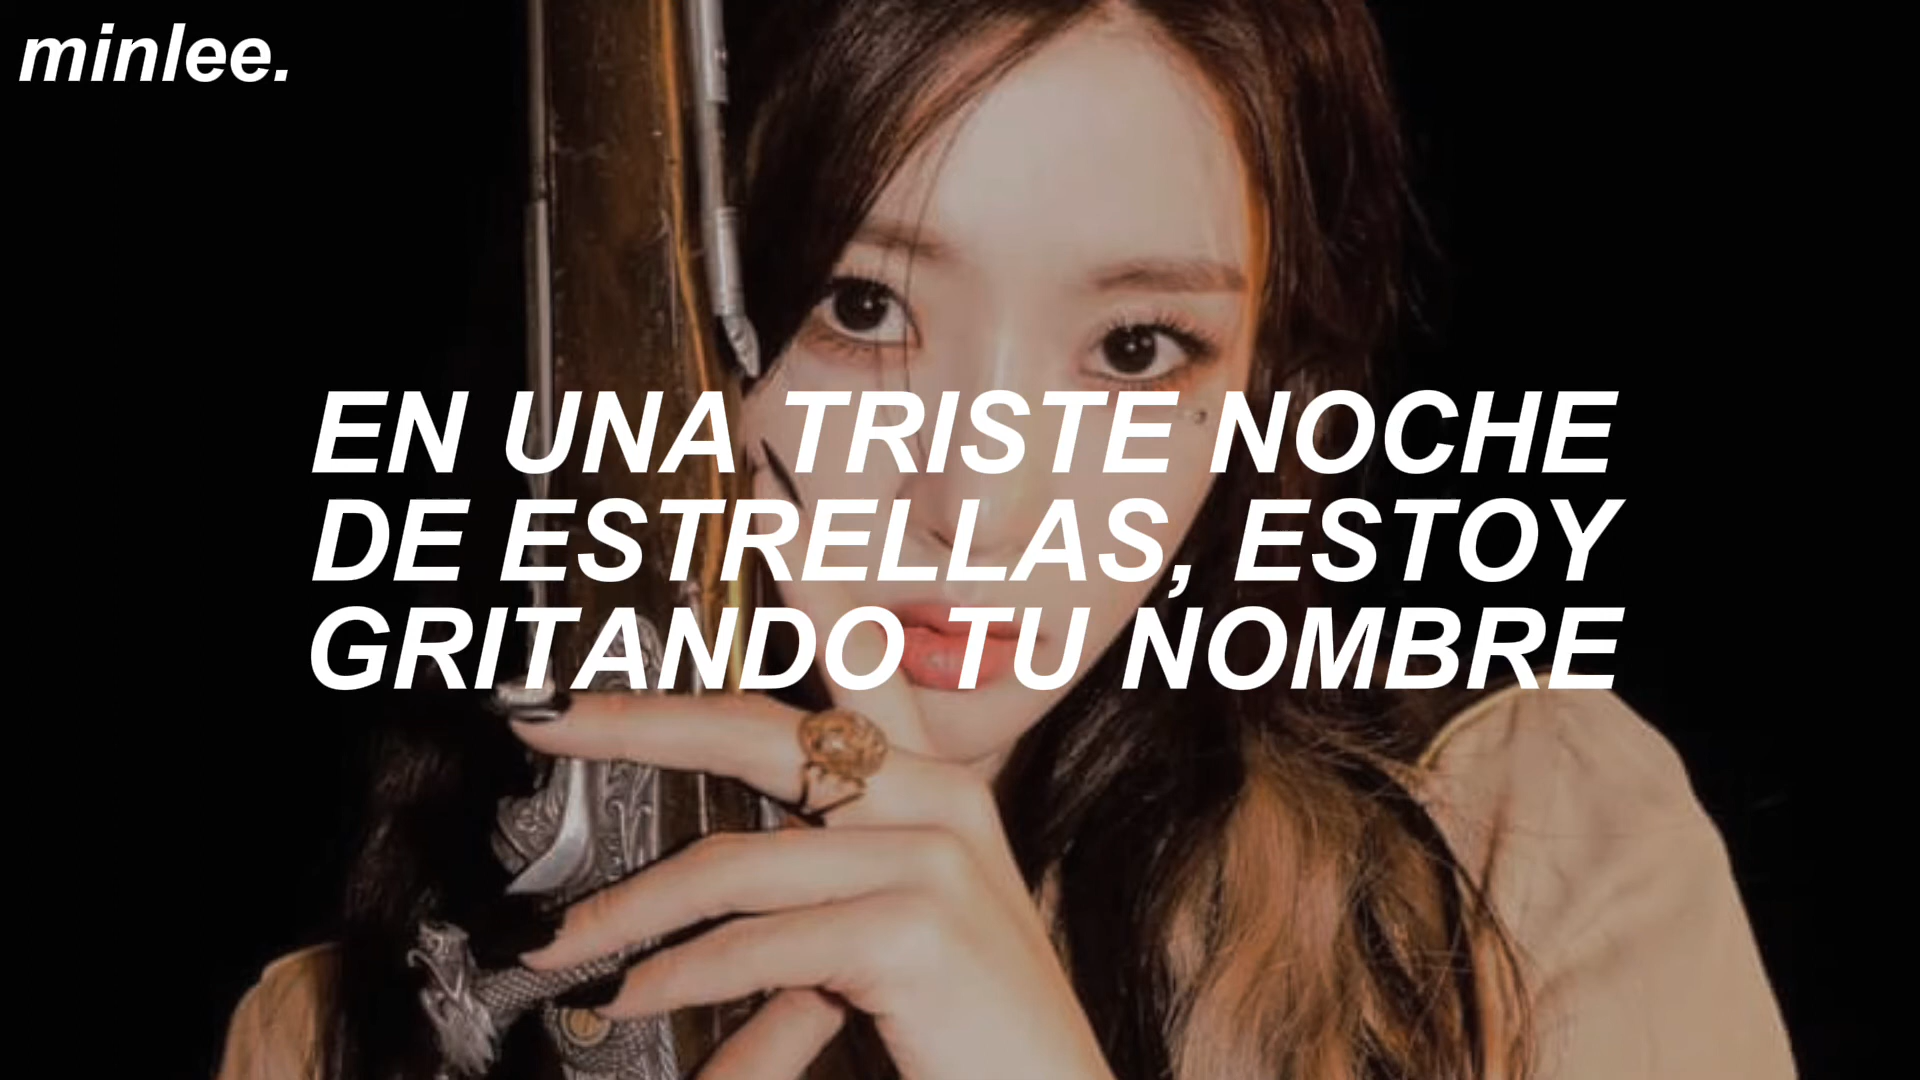 minlee.
EN UNA TRISTE NOCHE
DE ESTRELLAS, ESTOY
GRITANDO TU NOMBRE